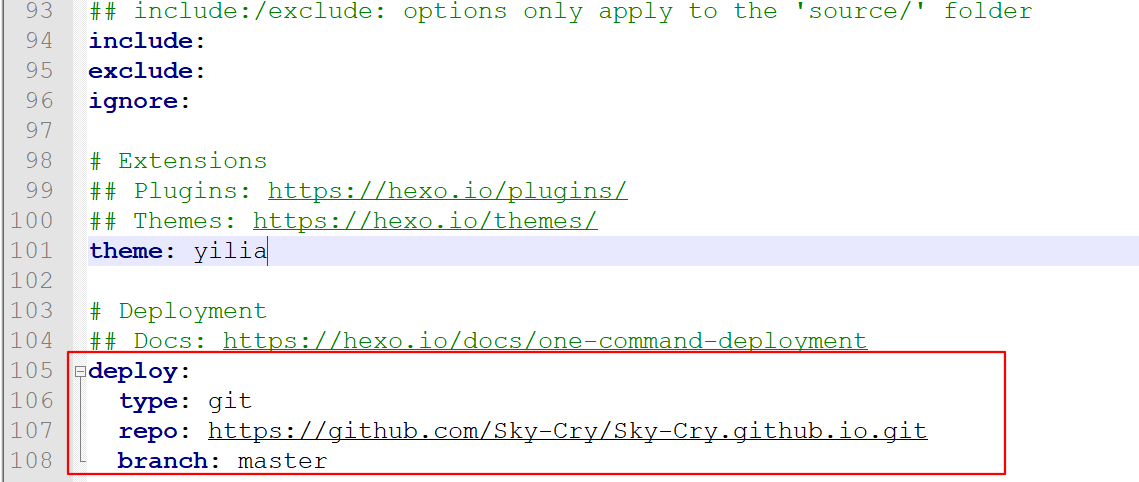 93 ## include:/exclude: options only apply to the 'source/' folder
94 include:
95 exclude:
96 ignore:
97
98 # Extensions
99 ## Plugins: https://hexo.io/plugins/
100 ## Themes: https://hexo.io/themes/
101 theme: yilia
102
103 # Deployment
104 ## Docs: https://hexo.io/docs/one-command-deployment
105 deploy:
106   type: git
107   repo: https://github.com/Sky-Cry/Sky-Cry.github.io.git
108   branch: master